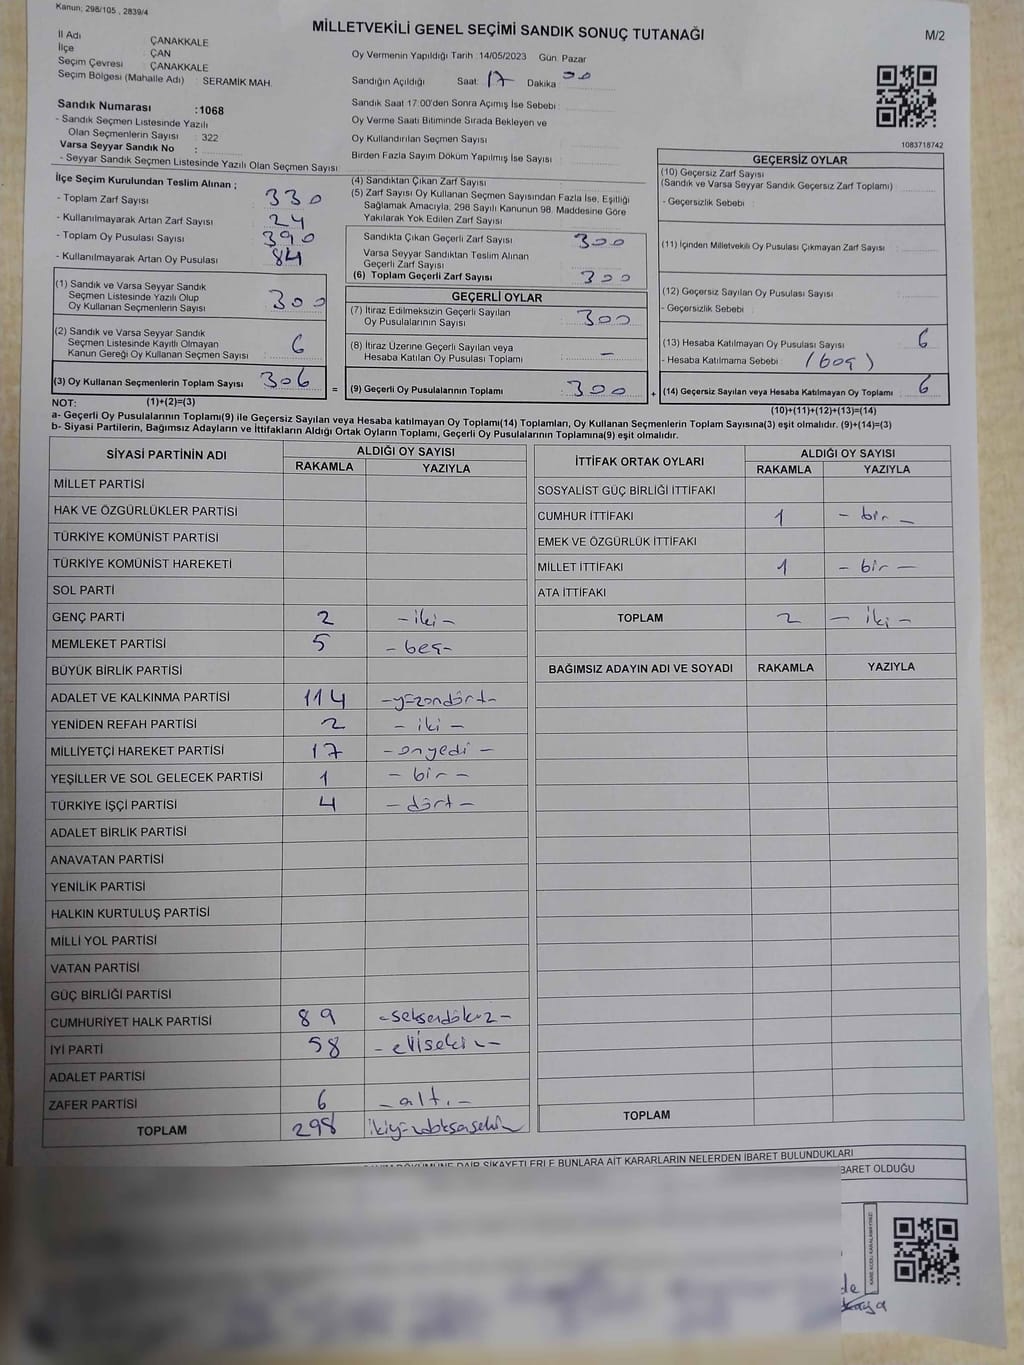 Kanun; 298/105 , 2839/4
MİLLETVEKİLİ GENEL SEÇİMİ SANDIK SONUÇ TUTANAĞI
M/2
İl Adı : ÇANAKKALE
İlçe : ÇAN
Seçim Çevresi : ÇANAKKALE
Seçim Bölgesi (Mahalle Adı) : SERAMİK MAH.
Oy Vermenin Yapıldığı Tarih : 14/05/2023 Gün: Pazar
Sandığın Açıldığı Saat: 17 Dakika 00
Sandık Saat 17:00'den Sonra Açımış İse Sebebi :
Oy Verme Saati Bitiminde Sırada Bekleyen ve
Oy Kullandırılan Seçmen Sayısı :
Birden Fazla Sayım Döküm Yapılmış İse Sayısı :
Sandık Numarası :1068
- Sandık Seçmen Listesinde Yazılı
Olan Seçmenlerin Sayısı : 322
Varsa Seyyar Sandık No :
- Seyyar Sandık Seçmen Listesinde Yazılı Olan Seçmen Sayısı :
1083718742
İlçe Seçim Kurulundan Teslim Alınan ;
- Toplam Zarf Sayısı : 330
- Kullanılmayarak Artan Zarf Sayısı : 24
- Toplam Oy Pusulası Sayısı : 390
- Kullanılmayarak Artan Oy Pusulası : 84
(1) Sandık ve Varsa Seyyar Sandık
Seçmen Listesinde Yazılı Olup
Oy Kullanan Seçmenlerin Sayısı : 300
(2) Sandık ve Varsa Seyyar Sandık
Seçmen Listesinde Kayıtlı Olmayan
Kanun Gereği Oy Kullanan Seçmen Sayısı : 6
(3) Oy Kullanan Seçmenlerin Toplam Sayısı : 306
(1)+(2)=(3)
(4) Sandıktan Çıkan Zarf Sayısı :
(5) Zarf Sayısı Oy Kullanan Seçmen Sayısından Fazla İse, Eşitliği
Sağlamak Amacıyla, 298 Sayılı Kanunun 98. Maddesine Göre
Yakılarak Yok Edilen Zarf Sayısı :
Sandıkta Çıkan Geçerli Zarf Sayısı : 300
Varsa Seyyar Sandıktan Teslim Alınan
Geçerli Zarf Sayısı :
(6) Toplam Geçerli Zarf Sayısı : 300
GEÇERLİ OYLAR
(7) İtiraz Edilmeksizin Geçerli Sayılan
Oy Pusulalarının Sayısı : 300
(8) İtiraz Üzerine Geçerli Sayılan veya
Hesaba Katılan Oy Pusulası Toplamı : -
= (9) Geçerli Oy Pusulalarının Toplamı : 300 +
GEÇERSİZ OYLAR
(10) Geçersiz Zarf Sayısı
(Sandık ve Varsa Seyyar Sandık Geçersiz Zarf Toplamı) :
- Geçersizlik Sebebi :
(11) İçinden Milletvekili Oy Pusulası Çıkmayan Zarf Sayısı :
(12) Geçersiz Sayılan Oy Pusulası Sayısı :
- Geçersizlik Sebebi :
(13) Hesaba Katılmayan Oy Pusulası Sayısı : 6
- Hesaba Katılmama Sebebi : (boş)
(14) Geçersiz Sayılan veya Hesaba Katılmayan Oy Toplamı : 6
(10)+(11)+(12)+(13)=(14)
NOT:
a- Geçerli Oy Pusulalarının Toplamı(9) ile Geçersiz Sayılan veya Hesaba katılmayan Oy Toplamı(14) Toplamları, Oy Kullanan Seçmenlerin Toplam Sayısına(3) eşit olmalıdır. (9)+(14)=(3)
b- Siyasi Partilerin, Bağımsız Adayların ve İttifakların Aldığı Ortak Oyların Toplamı, Geçerli Oy Pusulalarının Toplamına(9) eşit olmalıdır.
SİYASİ PARTİNİN ADI ALDIĞI OY SAYISI
RAKAMLA YAZIYLA
MİLLET PARTİSİ
HAK VE ÖZGÜRLÜKLER PARTİSİ
TÜRKİYE KOMÜNİST PARTİSİ
TÜRKİYE KOMÜNİST HAREKETİ
SOL PARTİ
GENÇ PARTİ 2 -iki-
MEMLEKET PARTİSİ 5 -beş-
BÜYÜK BİRLİK PARTİSİ
ADALET VE KALKINMA PARTİSİ 114 -yüzondört-
YENİDEN REFAH PARTİSİ 2 -iki-
MİLLİYETÇİ HAREKET PARTİSİ 17 -onyedi-
YEŞİLLER VE SOL GELECEK PARTİSİ 1 -bir-
TÜRKİYE İŞÇİ PARTİSİ 4 -dört-
ADALET BİRLİK PARTİSİ
ANAVATAN PARTİSİ
YENİLİK PARTİSİ
HALKIN KURTULUŞ PARTİSİ
MİLLİ YOL PARTİSİ
VATAN PARTİSİ
GÜÇ BİRLİĞİ PARTİSİ
CUMHURİYET HALK PARTİSİ 89 -seksendokuz-
İYİ PARTİ 58 -ellisekiz-
ADALET PARTİSİ
ZAFER PARTİSİ 6 -altı-
TOPLAM 298 ikiyüzdoksansekiz
İTTİFAK ORTAK OYLARI ALDIĞI OY SAYISI
RAKAMLA YAZIYLA
SOSYALİST GÜÇ BİRLİĞİ İTTİFAKI
CUMHUR İTTİFAKI 1 -bir-
EMEK VE ÖZGÜRLÜK İTTİFAKI
MİLLET İTTİFAKI 1 -bir-
ATA İTTİFAKI
TOPLAM 2 -iki-
BAĞIMSIZ ADAYIN ADI VE SOYADI RAKAMLA YAZIYLA
TOPLAM
DÖKÜMÜNE DAİR ŞİKAYETLER İLE BUNLARA AİT KARARLARIN NELERDEN İBARET BULUNDUKLARI
BARET OLDUĞU